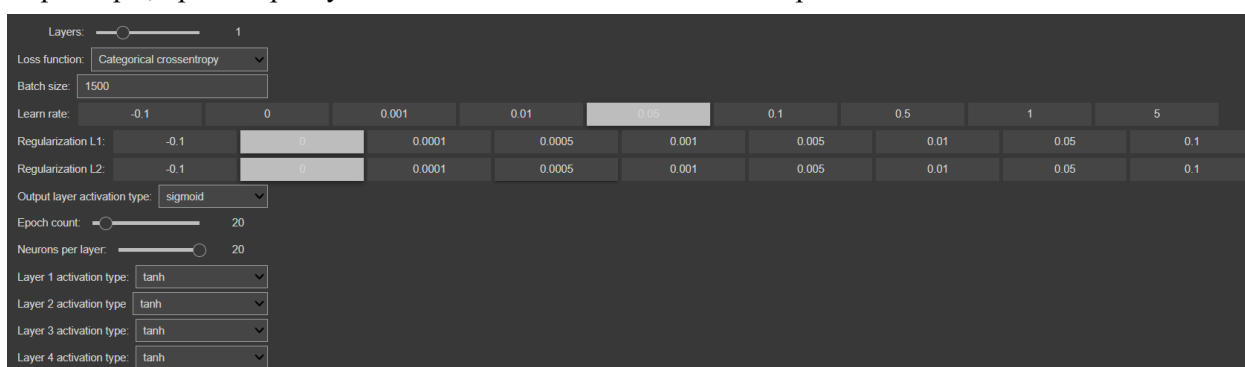 Layers: 1
Loss function: Categorical crossentropy
Batch size: 1500
Learn rate: -0.1 0 0.001 0.01 0.05 0.1 0.5 1 5
Regularization L1: -0.1 0 0.0001 0.0005 0.001 0.005 0.01 0.05 0.1
Regularization L2: -0.1 0 0.0001 0.0005 0.001 0.005 0.01 0.05 0.1
Output layer activation type: sigmoid
Epoch count: 20
Neurons per layer: 20
Layer 1 activation type: tanh
Layer 2 activation type tanh
Layer 3 activation type: tanh
Layer 4 activation type: tanh